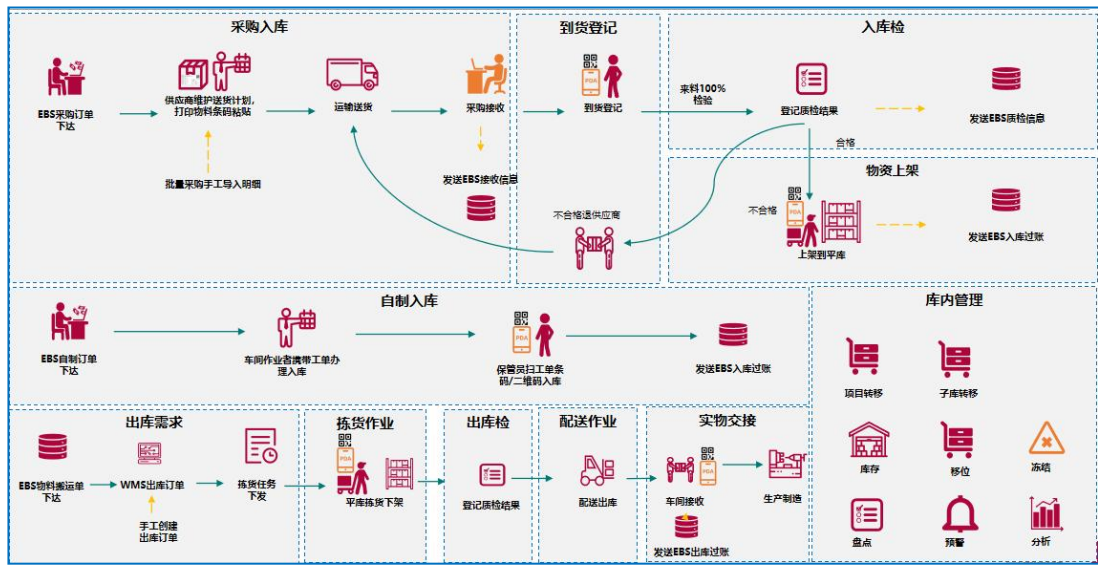 采购入库
EBS采购订单
下达
供应商维护送货计划,
打印物料条码粘贴
批量采购手工导入明细
运输送货
采购接收
发送EBS接收信息
到货登记
PDA
到货登记
不合格退供应商
入库检
来料100%
检验
登记质检结果
发送EBS质检信息
合格
物资上架
不合格
PDA
上架到平库
发送EBS入库过账
自制入库
EBS自制订单
下达
车间作业者携带工单办
理入库
PDA
保管员扫工单条
码/二维码入库
发送EBS入库过账
库内管理
项目转移
子库转移
库存
移位
冻结
盘点
预警
分析
出库需求
EBS物料搬运单
下达
WMS出库订单
手工创建
出库订单
拣货任务
下发
拣货作业
PDA
平库拣货下架
出库检
登记质检结果
配送作业
配送出库
实物交接
PDA
车间接收
生产制造
发送EBS出库过账